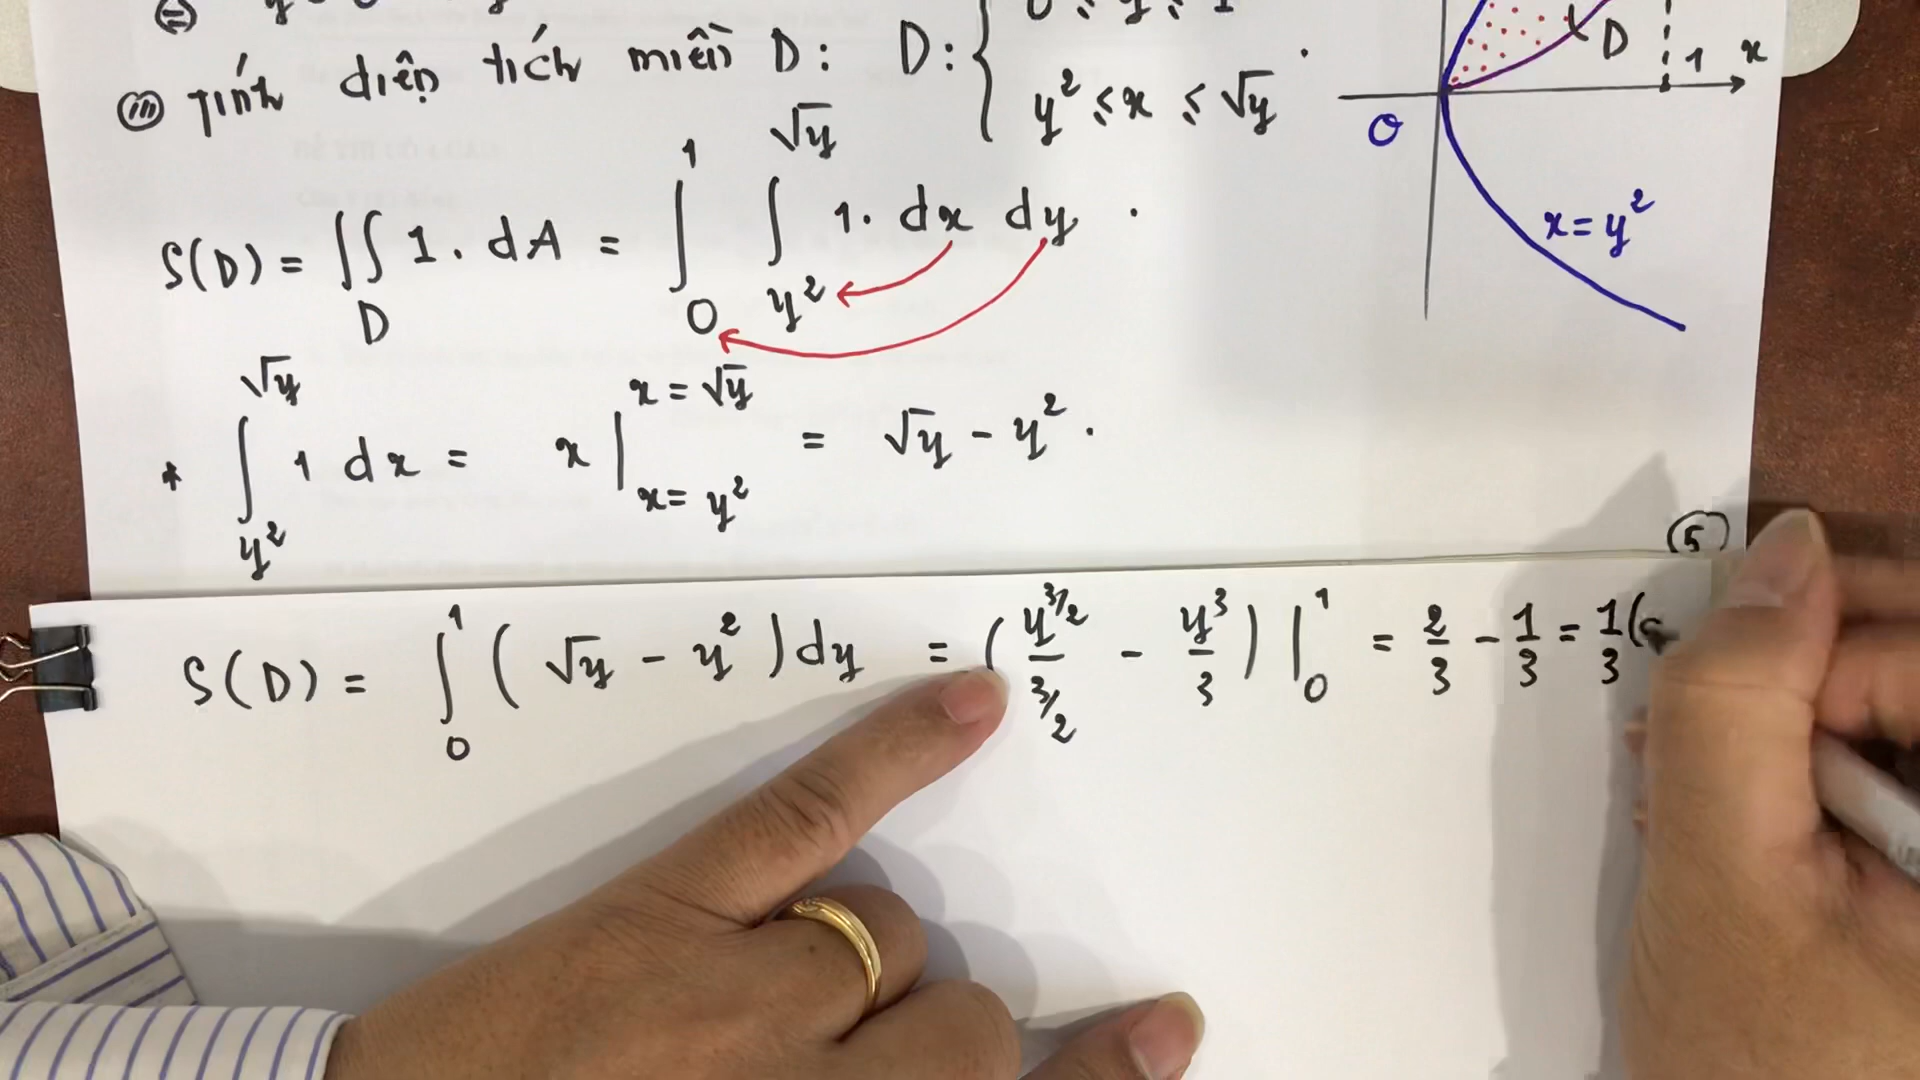 0 ≤ y ≤ 1
(iii) Tính diện tích miền D: D: { y² ≤ x ≤ √y .
S(D) = ∬_D 1. dA = ∫_0^1 ∫_{y²}^{√y} 1. dx dy .
* ∫_{y²}^{√y} 1 dx = x |_{x=y²}^{x=√y} = √y - y² .
D
1 x
O
x = y²
(5)
S(D) = ∫_0^1 ( √y - y² ) dy = ( y^{3/2} / 3/2 - y³/3 ) |_0^1 = 2/3 - 1/3 = 1/3 (